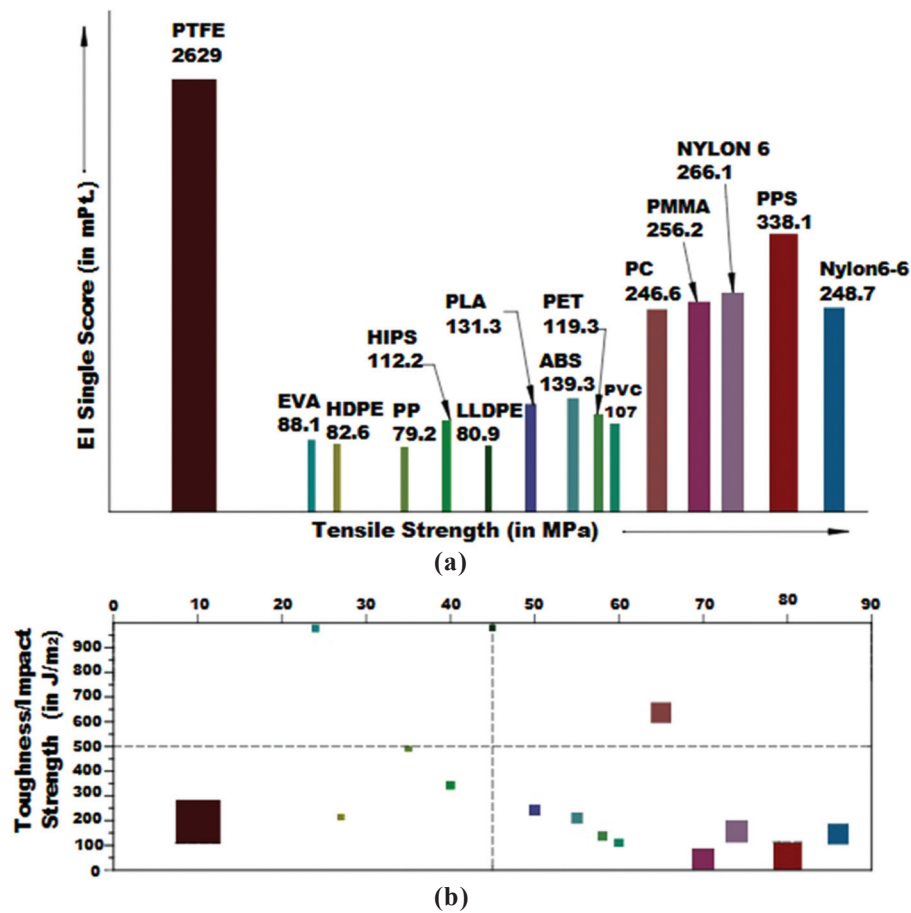 PTFE
2629
NYLON 6
266.1
PMMA
256.2
PPS
338.1
PC
246.6
Nylon6-6
248.7
PLA
131.3
PET
119.3
HIPS
112.2
ABS
139.3
PVC
107
EVA
88.1
HDPE
82.6
PP
79.2
LLDPE
80.9
EI Single Score (in mPt.)
Tensile Strength (in MPa)
(a)
0 10 20 30 40 50 60 70 80 90
Toughness/Impact
Strength (in J/m2)
900
800
700
600
500
400
300
200
100
0
(b)